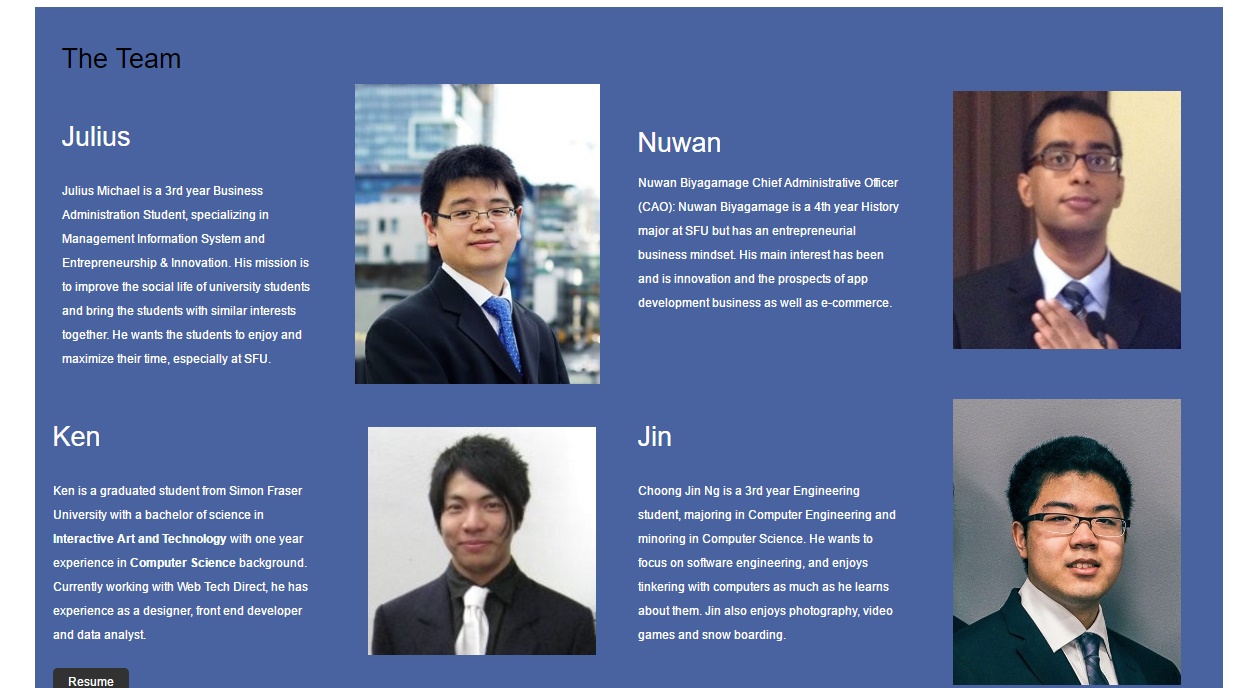 The Team
Julius
Julius Michael is a 3rd year Business
Administration Student, specializing in
Management Information System and
Entrepreneurship & Innovation. His mission is
to improve the social life of university students
and bring the students with similar interests
together. He wants the students to enjoy and
maximize their time, especially at SFU.
Nuwan
Nuwan Biyagamage Chief Administrative Officer
(CAO): Nuwan Biyagamage is a 4th year History
major at SFU but has an entrepreneurial
business mindset. His main interest has been
and is innovation and the prospects of app
development business as well as e-commerce.
Ken
Ken is a graduated student from Simon Fraser
University with a bachelor of science in
Interactive Art and Technology with one year
experience in Computer Science background.
Currently working with Web Tech Direct, he has
experience as a designer, front end developer
and data analyst.
Resume
Jin
Choong Jin Ng is a 3rd year Engineering
student, majoring in Computer Engineering and
minoring in Computer Science. He wants to
focus on software engineering, and enjoys
tinkering with computers as much as he learns
about them. Jin also enjoys photography, video
games and snow boarding.